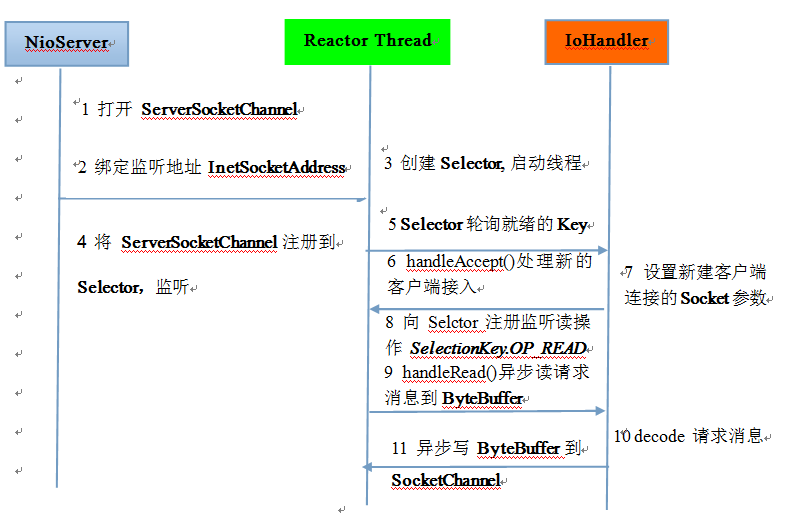 NioServer
Reactor Thread
IoHandler
1 打开 ServerSocketChannel
2 绑定监听地址 InetSocketAddress
3 创建 Selector, 启动线程
4 将 ServerSocketChannel 注册到
Selector，监听
5 Selector 轮询就绪的 Key
6 handleAccept()处理新的
客户端接入
7 设置新建客户端
连接的 Socket 参数
8 向 Selctor 注册监听读操
作 SelectionKey.OP_READ
9 handleRead()异步读请求
消息到 ByteBuffer
10 decode 请求消息
11 异步写 ByteBuffer 到
SocketChannel